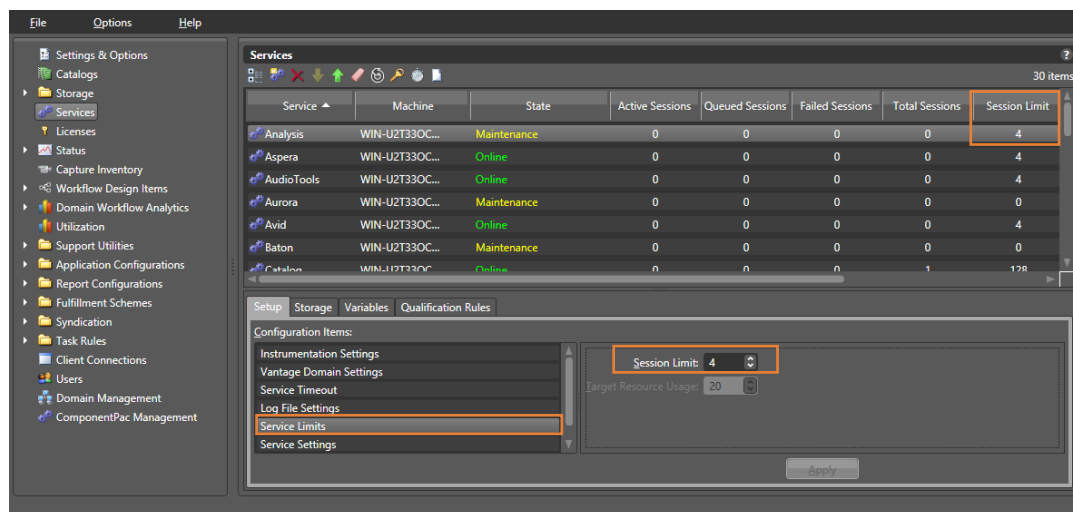 File Options Help
Settings & Options
Catalogs
Storage
Services
Licenses
Status
Capture Inventory
Workflow Design Items
Domain Workflow Analytics
Utilization
Support Utilities
Application Configurations
Report Configurations
Fulfillment Schemes
Syndication
Task Rules
Client Connections
Users
Domain Management
ComponentPac Management
Services ?
30 items
Service Machine State Active Sessions Queued Sessions Failed Sessions Total Sessions Session Limit
Analysis WIN-U2T33OC... Maintenance 0 0 0 0 4
Aspera WIN-U2T33OC... Online 0 0 0 0 4
AudioTools WIN-U2T33OC... Online 0 0 0 0 4
Aurora WIN-U2T33OC... Maintenance 0 0 0 0 0
Avid WIN-U2T33OC... Online 0 0 0 0 4
Baton WIN-U2T33OC... Maintenance 0 0 0 0 0
Catalog WIN-U2T33OC... Online 0 0 0 1 128
Setup Storage Variables Qualification Rules
Configuration Items:
Instrumentation Settings
Vantage Domain Settings
Service Timeout
Log File Settings
Service Limits
Service Settings
Session Limit: 4
Target Resource Usage: 20
Apply